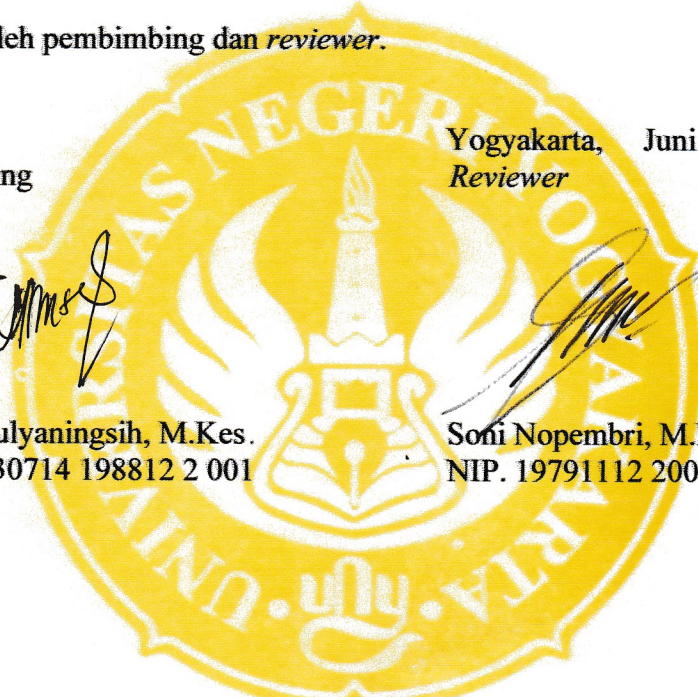 leh pembimbing dan reviewer.
Yogyakarta, Juni
ng
Reviewer
ulyaningsih, M.Kes.
30714 198812 2 001
Soni Nopembri, M.
NIP. 19791112 200
UNIVERSITAS NEGERI YOGYAKARTA
uny